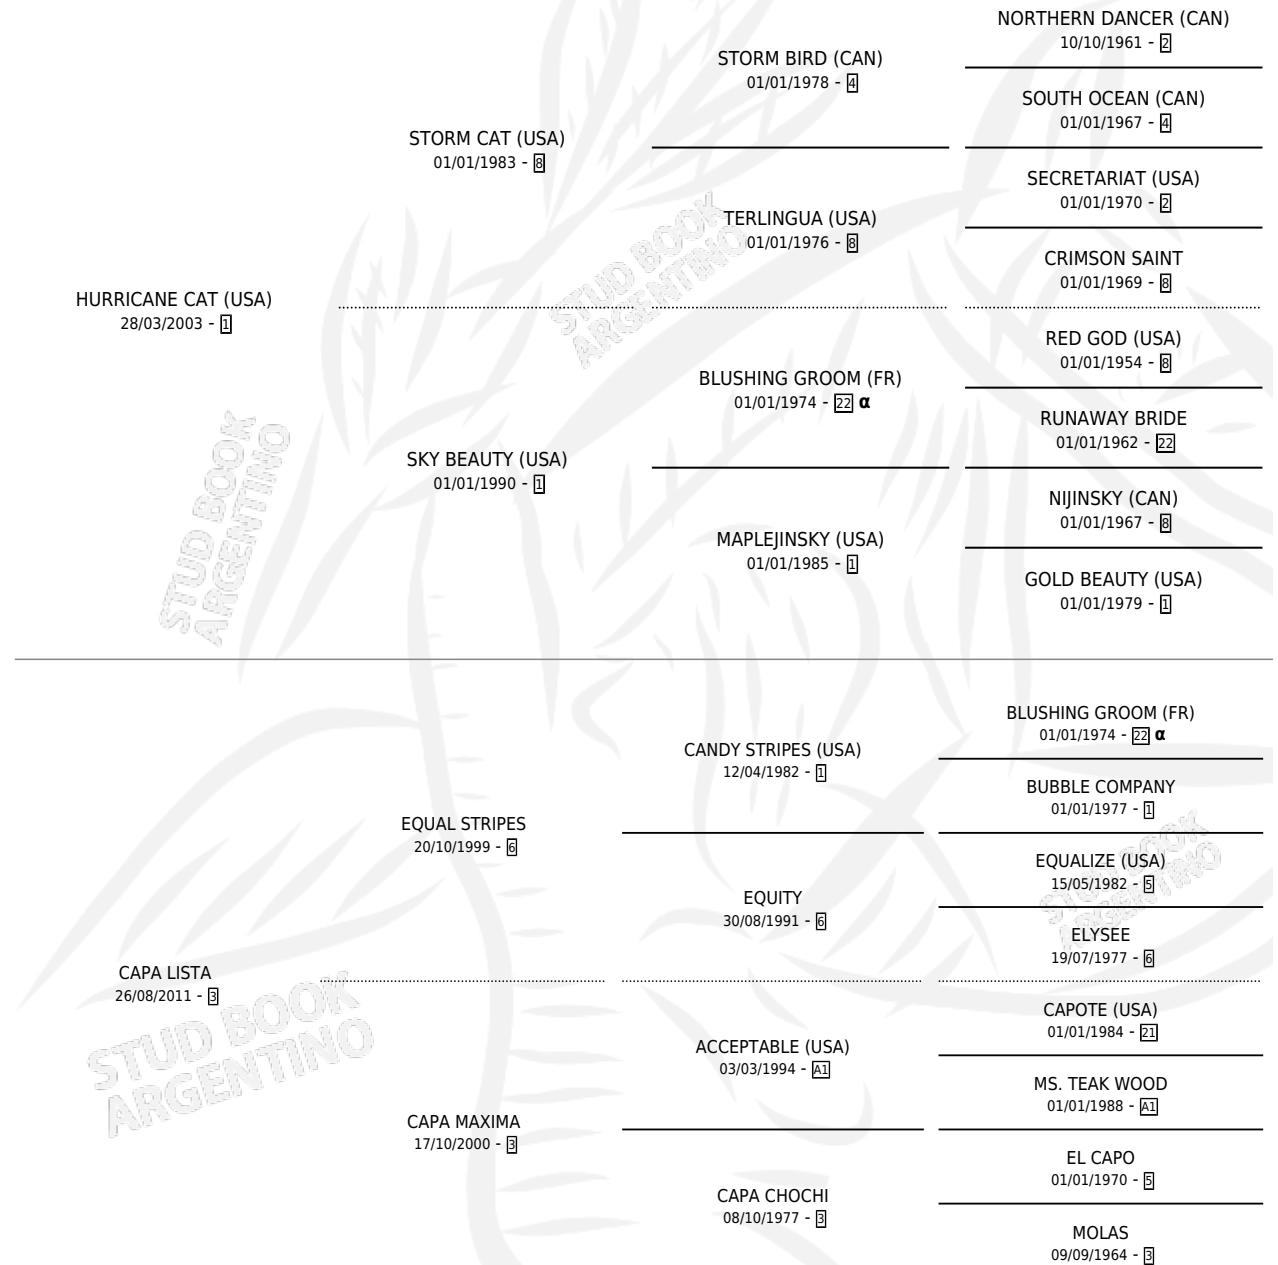 NORTHERN DANCER (CAN)
10/10/1961 - 2
STORM BIRD (CAN)
01/01/1978 - 4
SOUTH OCEAN (CAN)
01/01/1967 - 4
STORM CAT (USA)
01/01/1983 - 8
SECRETARIAT (USA)
01/01/1970 - 2
TERLINGUA (USA)
01/01/1976 - 8
CRIMSON SAINT
01/01/1969 - 8
HURRICANE CAT (USA)
28/03/2003 - 1
RED GOD (USA)
01/01/1954 - 8
BLUSHING GROOM (FR)
01/01/1974 - 22 α
RUNAWAY BRIDE
01/01/1962 - 22
SKY BEAUTY (USA)
01/01/1990 - 1
NIJINSKY (CAN)
01/01/1967 - 8
MAPLEJINSKY (USA)
01/01/1985 - 1
GOLD BEAUTY (USA)
01/01/1979 - 1
BLUSHING GROOM (FR)
01/01/1974 - 22 α
CANDY STRIPES (USA)
12/04/1982 - 1
BUBBLE COMPANY
01/01/1977 - 1
EQUAL STRIPES
20/10/1999 - 6
EQUALIZE (USA)
15/05/1982 - 5
EQUITY
30/08/1991 - 6
ELYSEE
19/07/1977 - 6
CAPA LISTA
26/08/2011 - 3
CAPOTE (USA)
01/01/1984 - 21
ACCEPTABLE (USA)
03/03/1994 - A1
MS. TEAK WOOD
01/01/1988 - A1
CAPA MAXIMA
17/10/2000 - 3
EL CAPO
01/01/1970 - 5
CAPA CHOCHI
08/10/1977 - 3
MOLAS
09/09/1964 - 3
STUD BOOK
ARGENTINO
STUD BOOK
ARGENTINO
STUD BOOK
ARGENTINO
STUD BOOK
ARGENTINO